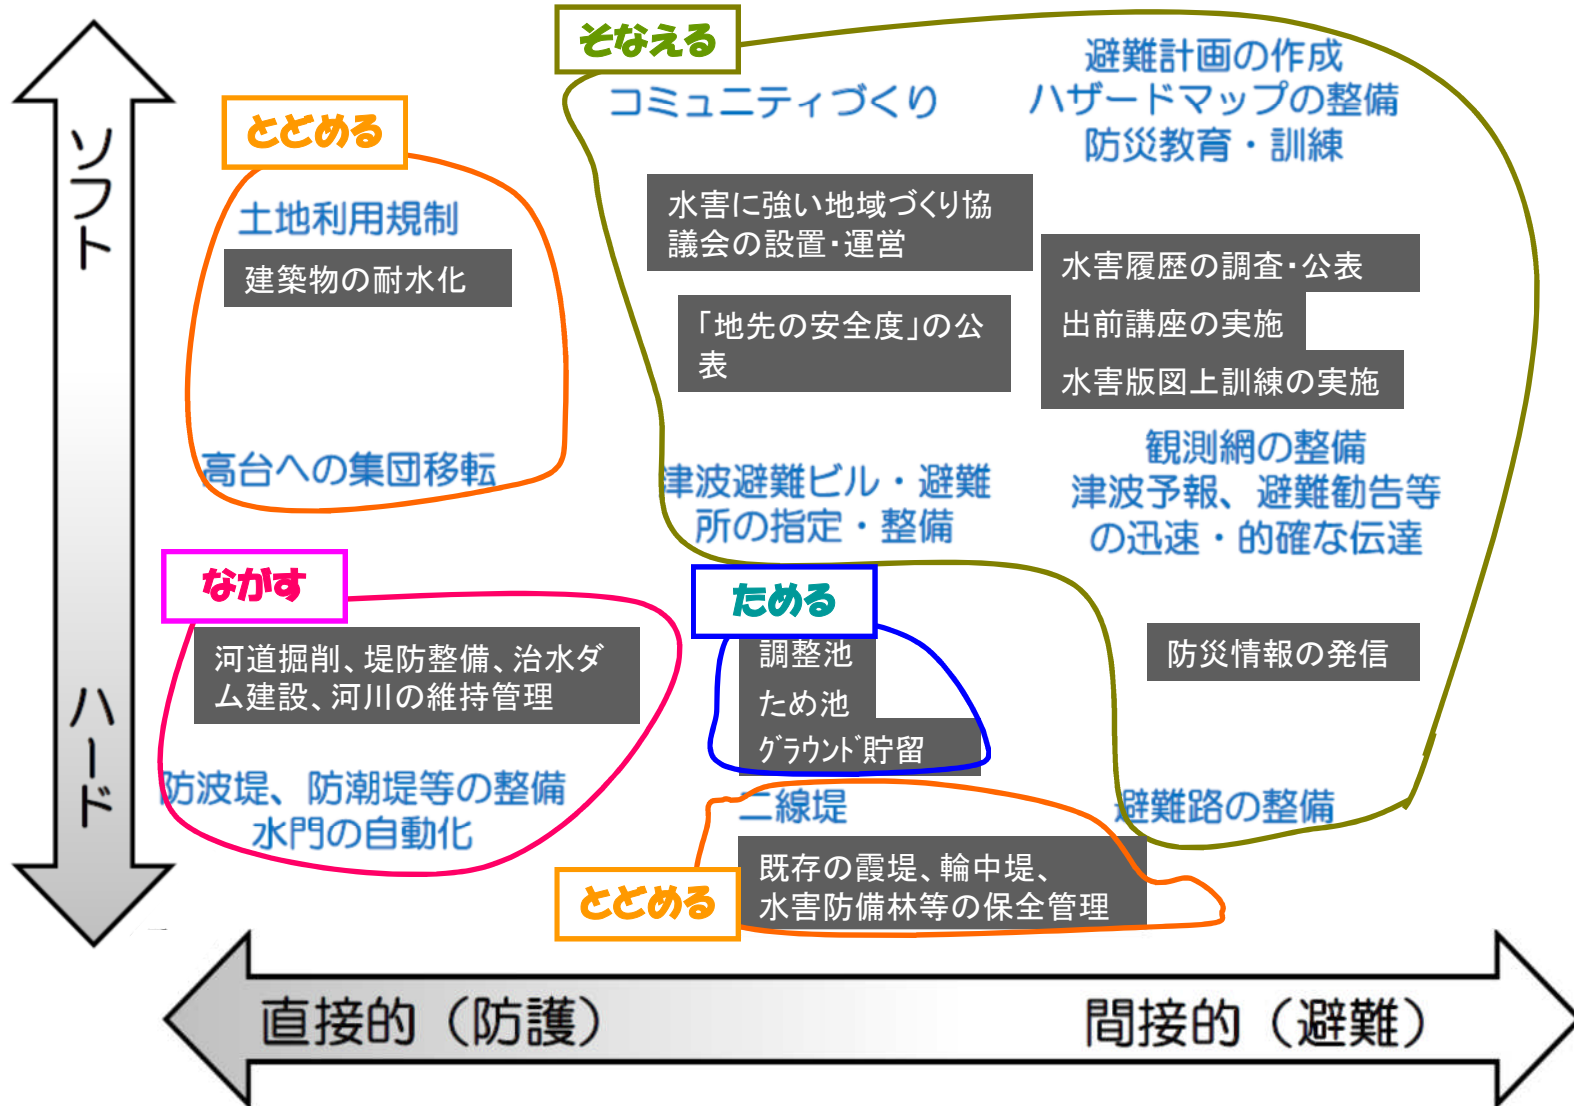 そなえる
避難計画の作成
コミュニティづくり
ハザードマップの整備
防災教育・訓練
とどめる
ソフト
土地利用規制
建築物の耐水化
水害に強い地域づくり協
議会の設置・運営
水害履歴の調査・公表
「地先の安全度」の公
表
出前講座の実施
水害版図上訓練の実施
高台への集団移転
津波避難ビル・避難
所の指定・整備
観測網の整備
津波予報、避難勧告等
の迅速・的確な伝達
ながす
ためる
河道掘削、堤防整備、治水ダ
ム建設、河川の維持管理
調整池
ため池
グラウンド貯留
防災情報の発信
ハード
防波堤、防潮堤等の整備
水門の自動化
二線堤
避難路の整備
既存の霞堤、輪中堤、
水害防備林等の保全管理
とどめる
直接的（防護）
間接的（避難）